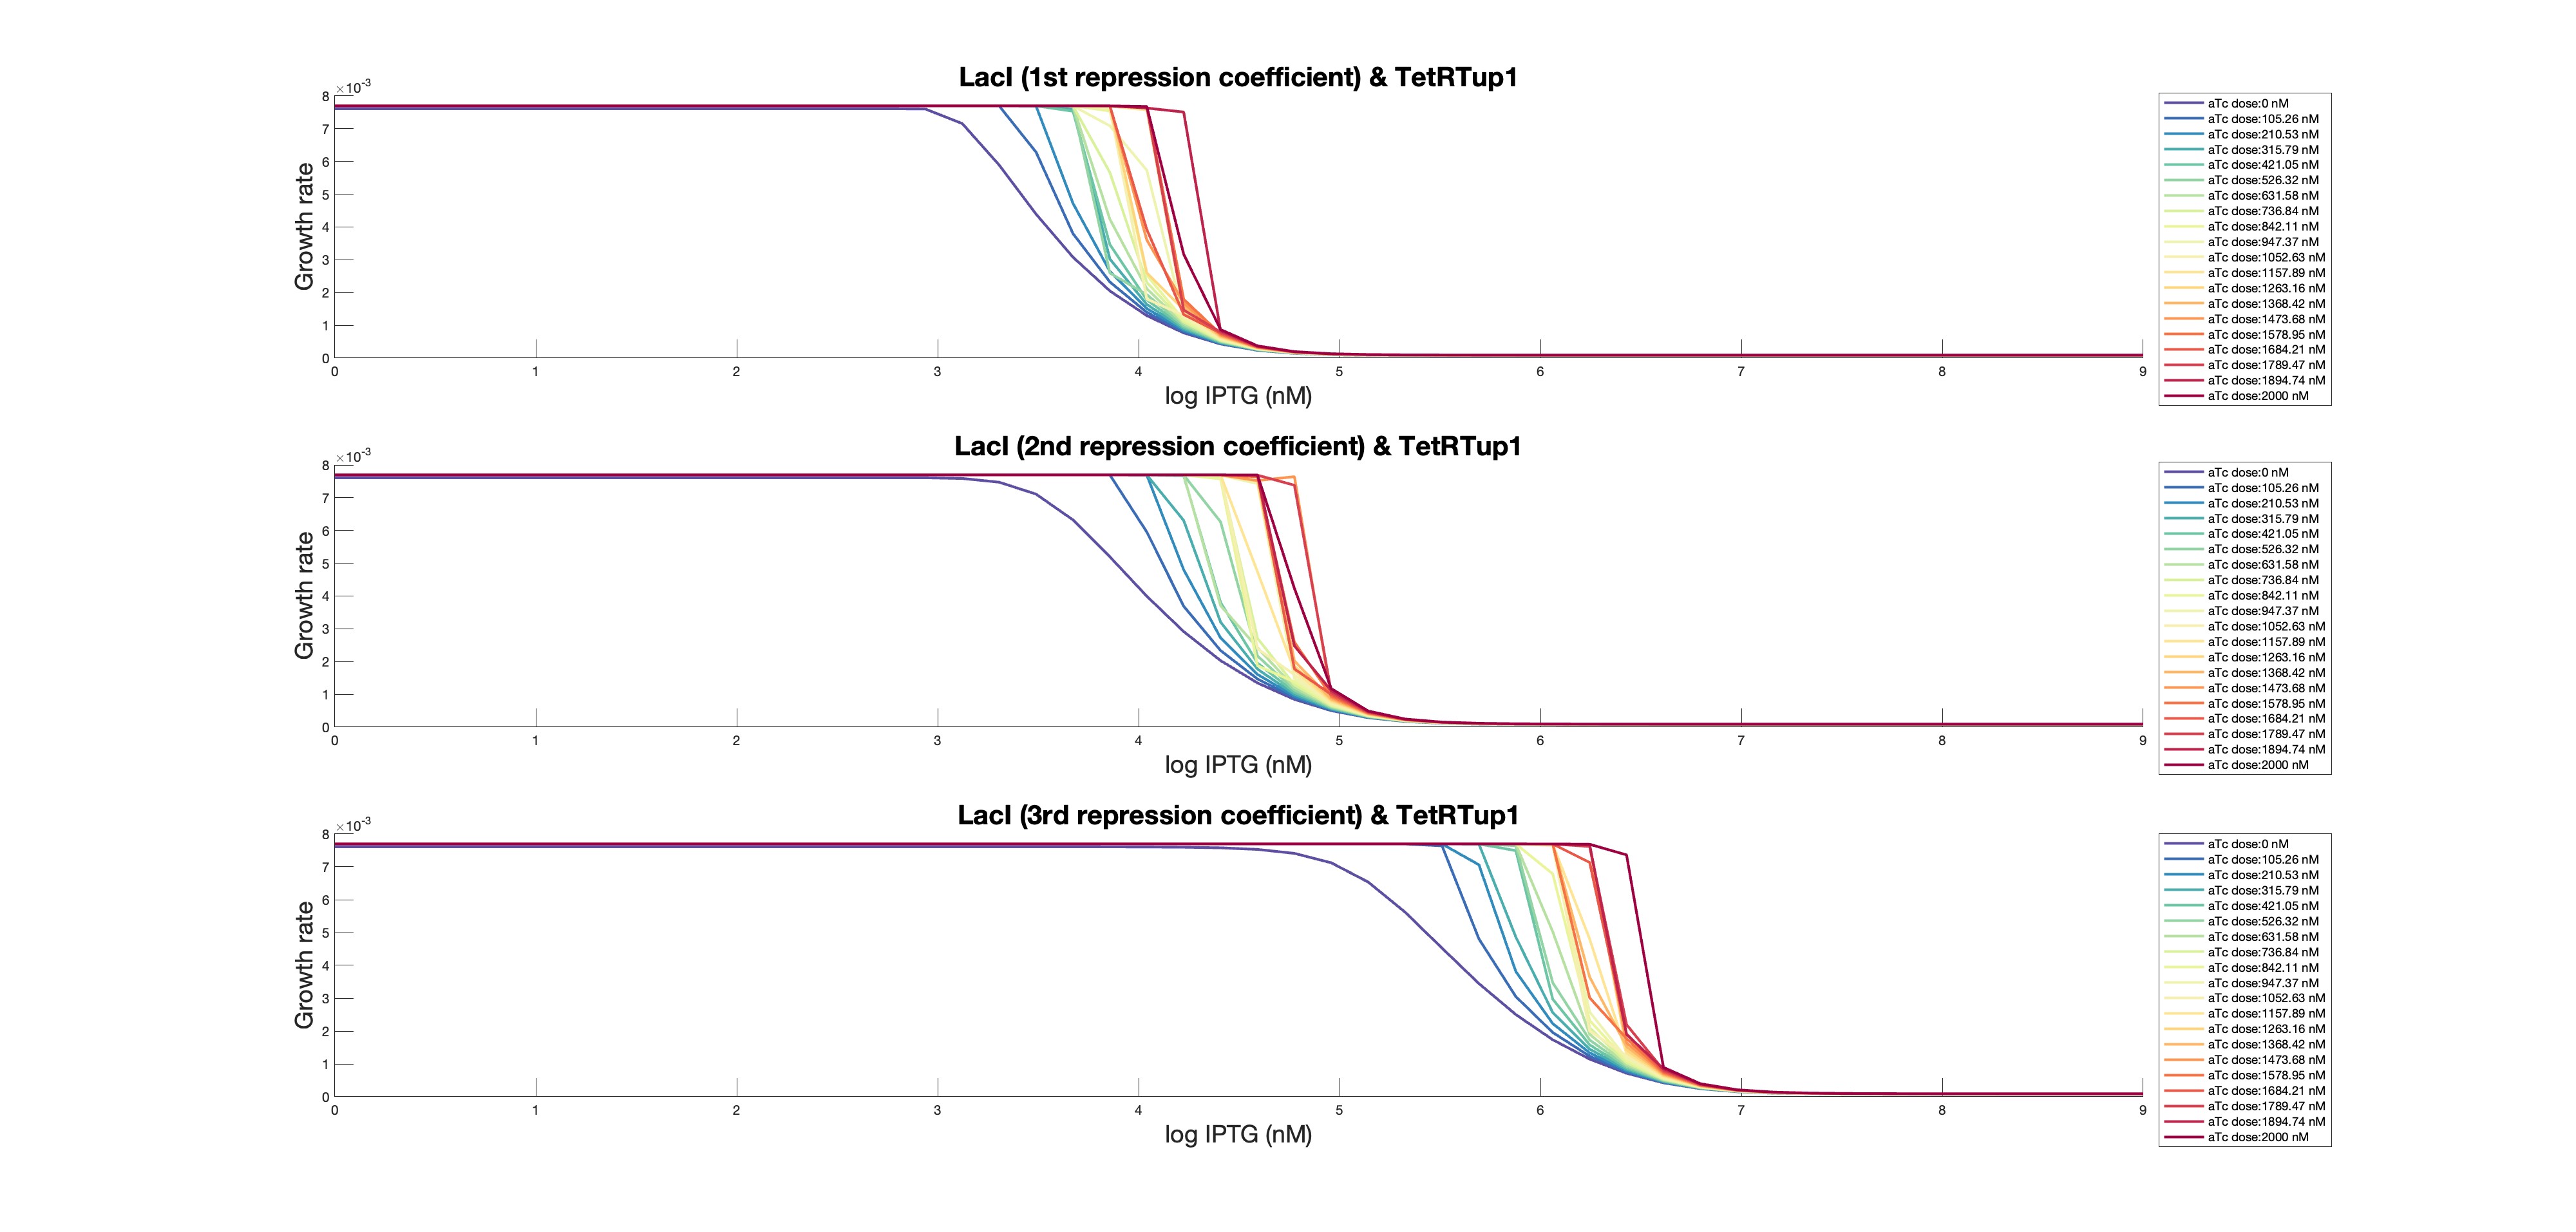 LacI (1st repression coefficient) & TetRTup1
×10-3
8
7
6
5
4
3
2
1
0
Growth rate
0 1 2 3 4 5 6 7 8 9
log IPTG (nM)
aTc dose:0 nM
aTc dose:105.26 nM
aTc dose:210.53 nM
aTc dose:315.79 nM
aTc dose:421.05 nM
aTc dose:526.32 nM
aTc dose:631.58 nM
aTc dose:736.84 nM
aTc dose:842.11 nM
aTc dose:947.37 nM
aTc dose:1052.63 nM
aTc dose:1157.89 nM
aTc dose:1263.16 nM
aTc dose:1368.42 nM
aTc dose:1473.68 nM
aTc dose:1578.95 nM
aTc dose:1684.21 nM
aTc dose:1789.47 nM
aTc dose:1894.74 nM
aTc dose:2000 nM
LacI (2nd repression coefficient) & TetRTup1
×10-3
8
7
6
5
4
3
2
1
0
Growth rate
0 1 2 3 4 5 6 7 8 9
log IPTG (nM)
aTc dose:0 nM
aTc dose:105.26 nM
aTc dose:210.53 nM
aTc dose:315.79 nM
aTc dose:421.05 nM
aTc dose:526.32 nM
aTc dose:631.58 nM
aTc dose:736.84 nM
aTc dose:842.11 nM
aTc dose:947.37 nM
aTc dose:1052.63 nM
aTc dose:1157.89 nM
aTc dose:1263.16 nM
aTc dose:1368.42 nM
aTc dose:1473.68 nM
aTc dose:1578.95 nM
aTc dose:1684.21 nM
aTc dose:1789.47 nM
aTc dose:1894.74 nM
aTc dose:2000 nM
LacI (3rd repression coefficient) & TetRTup1
×10-3
8
7
6
5
4
3
2
1
0
Growth rate
0 1 2 3 4 5 6 7 8 9
log IPTG (nM)
aTc dose:0 nM
aTc dose:105.26 nM
aTc dose:210.53 nM
aTc dose:315.79 nM
aTc dose:421.05 nM
aTc dose:526.32 nM
aTc dose:631.58 nM
aTc dose:736.84 nM
aTc dose:842.11 nM
aTc dose:947.37 nM
aTc dose:1052.63 nM
aTc dose:1157.89 nM
aTc dose:1263.16 nM
aTc dose:1368.42 nM
aTc dose:1473.68 nM
aTc dose:1578.95 nM
aTc dose:1684.21 nM
aTc dose:1789.47 nM
aTc dose:1894.74 nM
aTc dose:2000 nM